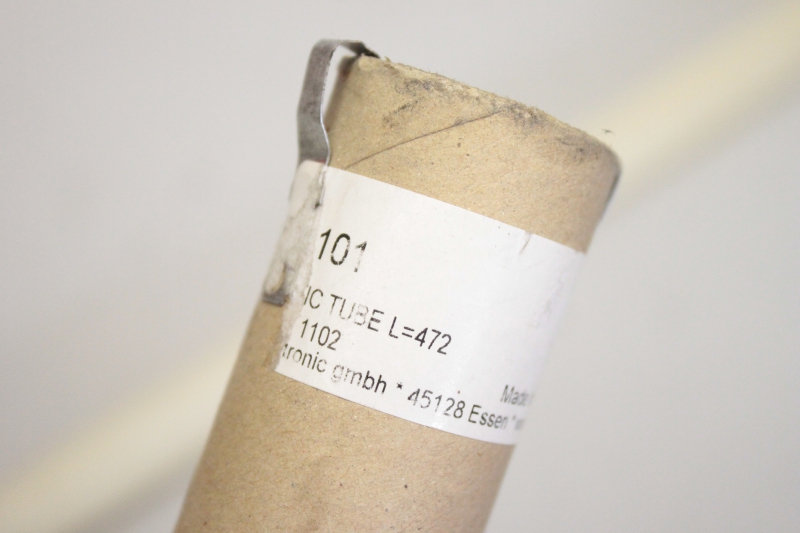 101
IC TUBE L=472
1102
tronic gmbh * 45128 Essen *
Made